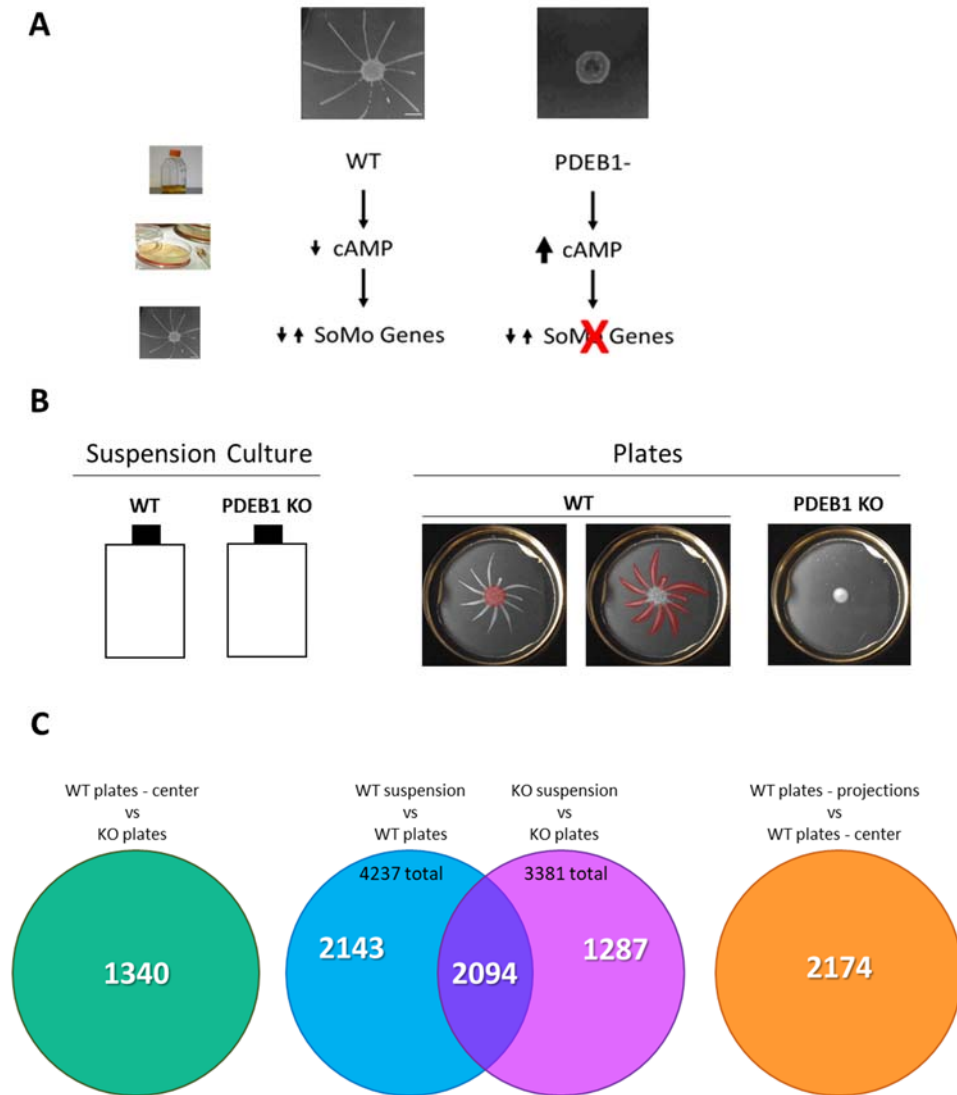 A
WT
PDEB1-
cAMP
cAMP
SoMo Genes
SoMo Genes
B
Suspension Culture
Plates
WT
PDEB1 KO
WT
PDEB1 KO
C
WT plates - center
vs
KO plates
WT suspension
vs
WT plates
KO suspension
vs
KO plates
WT plates - projections
vs
WT plates - center
4237 total
3381 total
1340
2143
2094
1287
2174